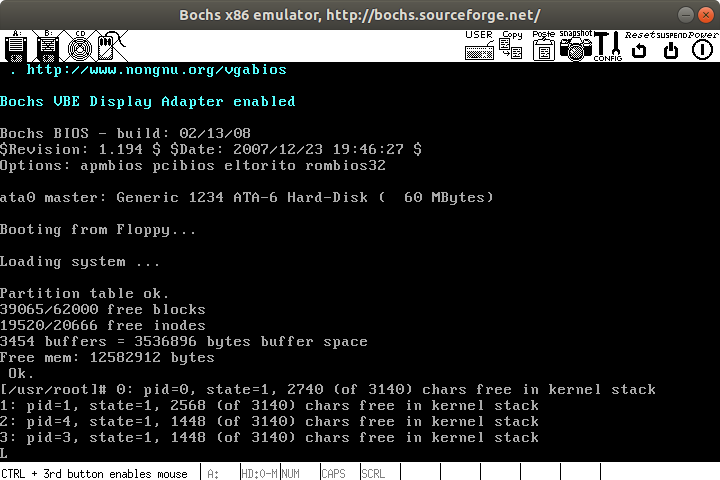 Bochs x86 emulator, http://bochs.sourceforge.net/
A: B: CD USER Copy Paste snapshot CONFIG Reset SUSPEND Power
. http://www.nongnu.org/vgabios
Bochs VBE Display Adapter enabled
Bochs BIOS - build: 02/13/08
$Revision: 1.194 $ $Date: 2007/12/23 19:46:27 $
Options: apmbios pcibios eltorito rombios32
ata0 master: Generic 1234 ATA-6 Hard-Disk (  60 MBytes)
Booting from Floppy...
Loading system ...
Partition table ok.
39065/62000 free blocks
19520/20666 free inodes
3454 buffers = 3536896 bytes buffer space
Free mem: 12582912 bytes
 Ok.
[/usr/root]# 0: pid=0, state=1, 2740 (of 3140) chars free in kernel stack
1: pid=1, state=1, 2568 (of 3140) chars free in kernel stack
2: pid=4, state=1, 1448 (of 3140) chars free in kernel stack
3: pid=3, state=1, 1448 (of 3140) chars free in kernel stack
L
CTRL + 3rd button enables mouse A: HD:0-M NUM CAPS SCRL